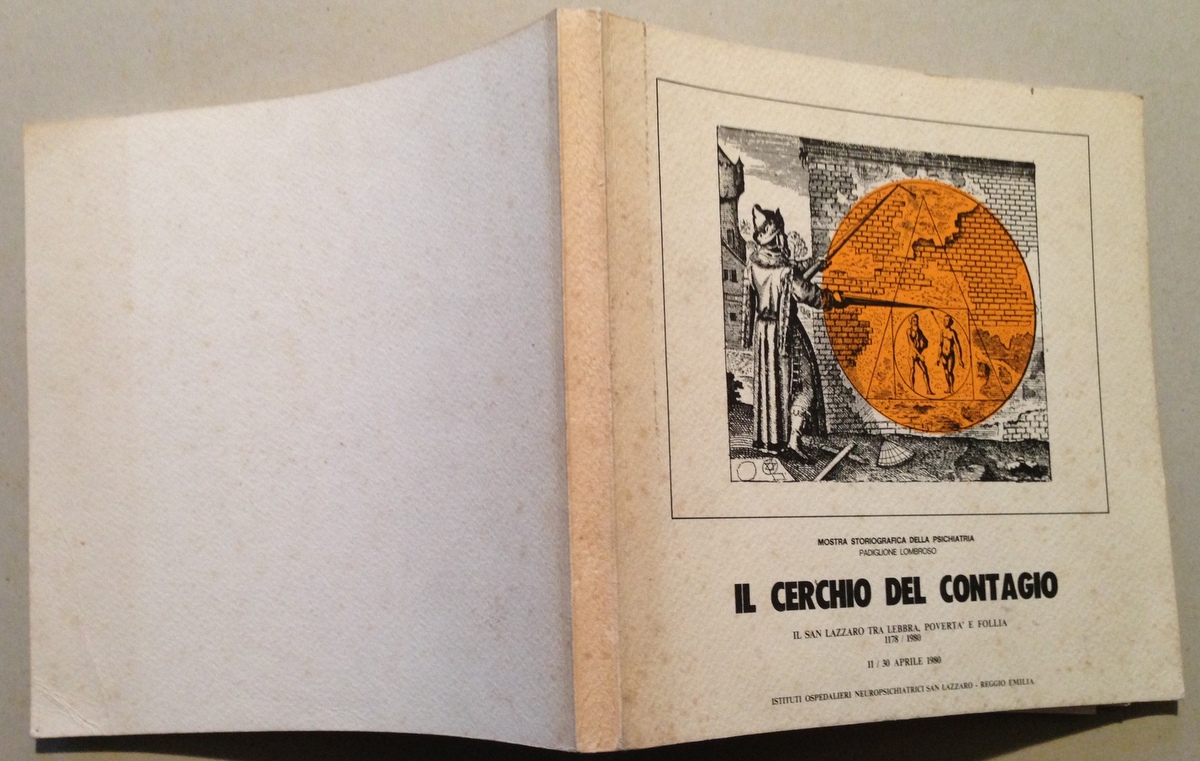 MOSTRA STORIOGRAFICA DELLA PSICHIATRIA
PADIGLIONE LOMBROSO
IL CERCHIO DEL CONTAGIO
IL SAN LAZZARO TRA LEBBRA, POVERTA' E FOLLIA
1178 / 1980
11 / 30 APRILE 1980
ISTITUTI OSPEDALIERI NEUROPSICHIATRICI SAN LAZZARO - REGGIO EMILIA